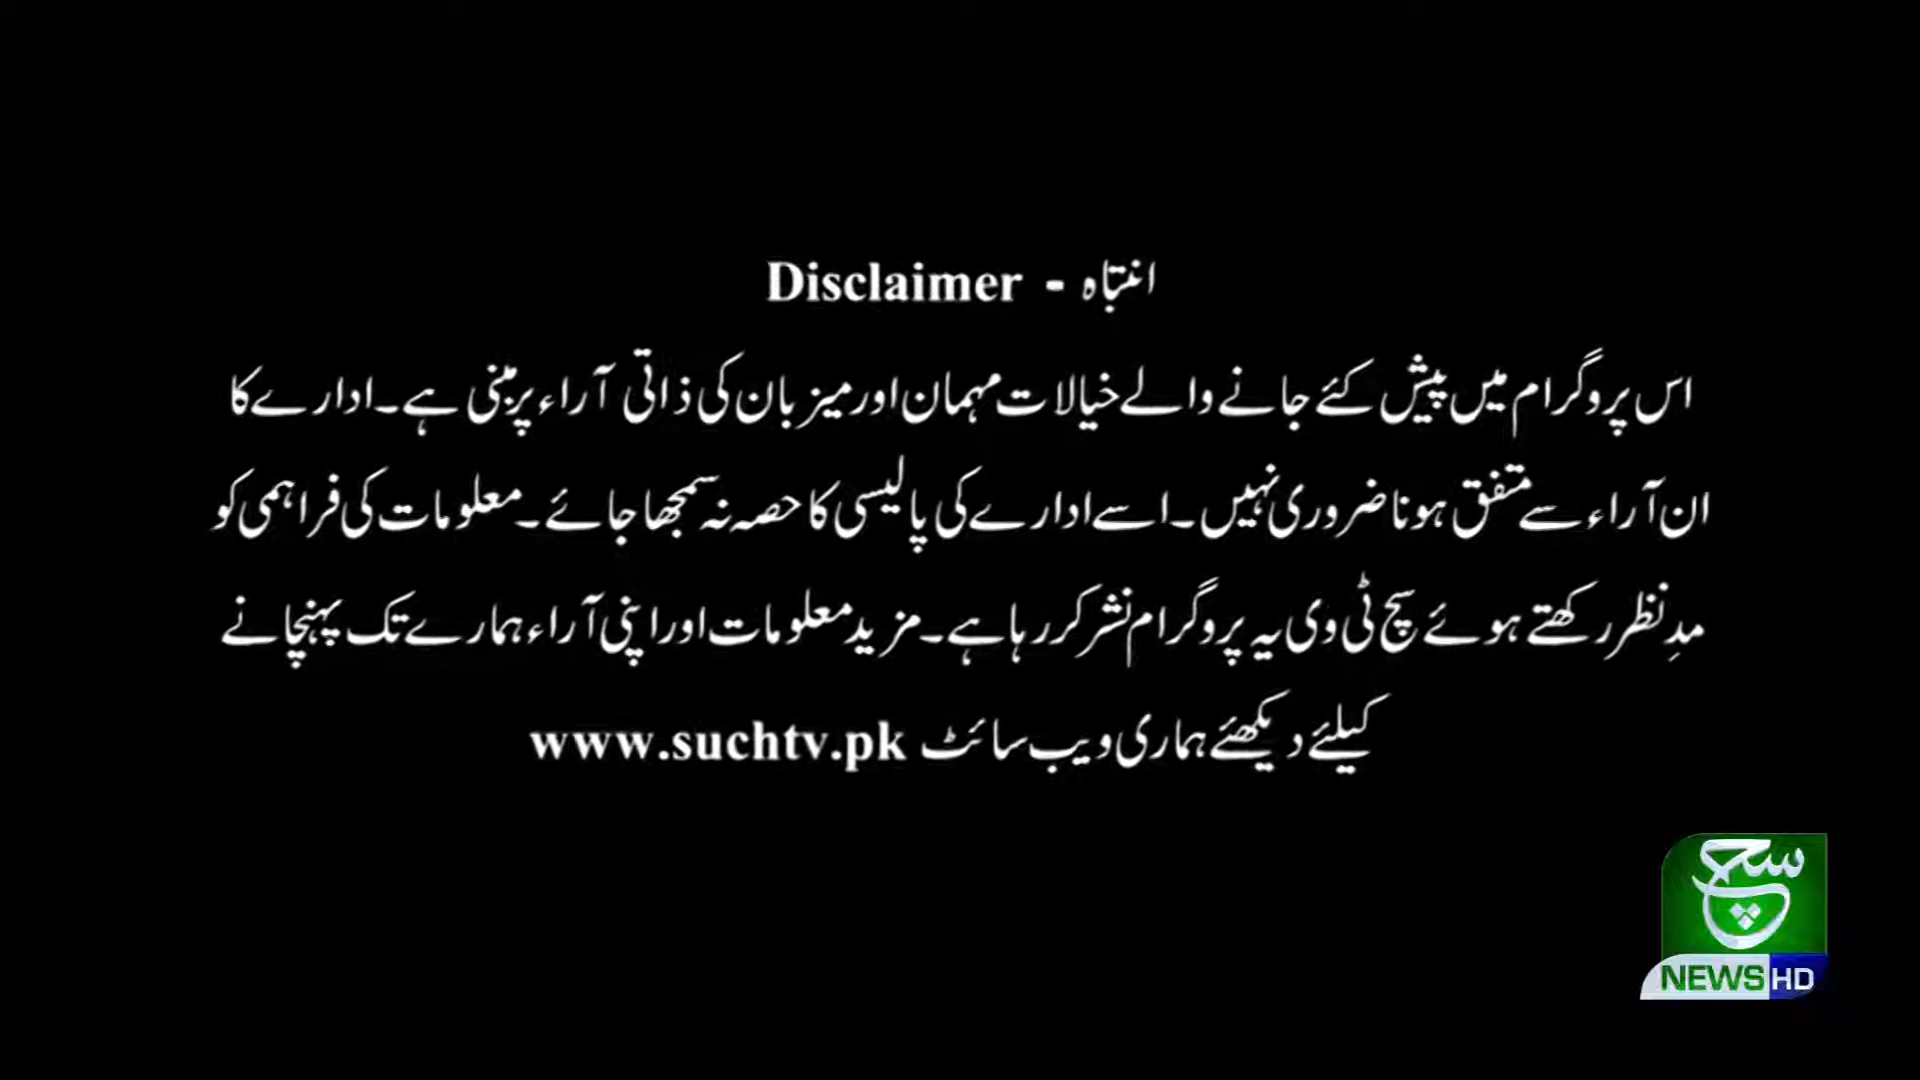 انتباہ - Disclaimer
اس پروگرام میں پیش کئے جانے والے خیالات مہمان اور میزبان کی ذاتی آراء پر مبنی ہے۔ ادارے کا
ان آراء سے متفق ہونا ضروری نہیں۔ اسے ادارے کی پالیسی کا حصہ نہ سمجھا جائے۔ معلومات کی فراہمی کو
مدِنظر رکھتے ہوئے سچ ٹی وی یہ پروگرام نشر کر رہا ہے۔ مزید معلومات اور اپنی آراء ہمارے تک پہنچانے
کیلئے دیکھئے ہماری ویب سائٹ www.suchtv.pk
سچ
NEWS HD